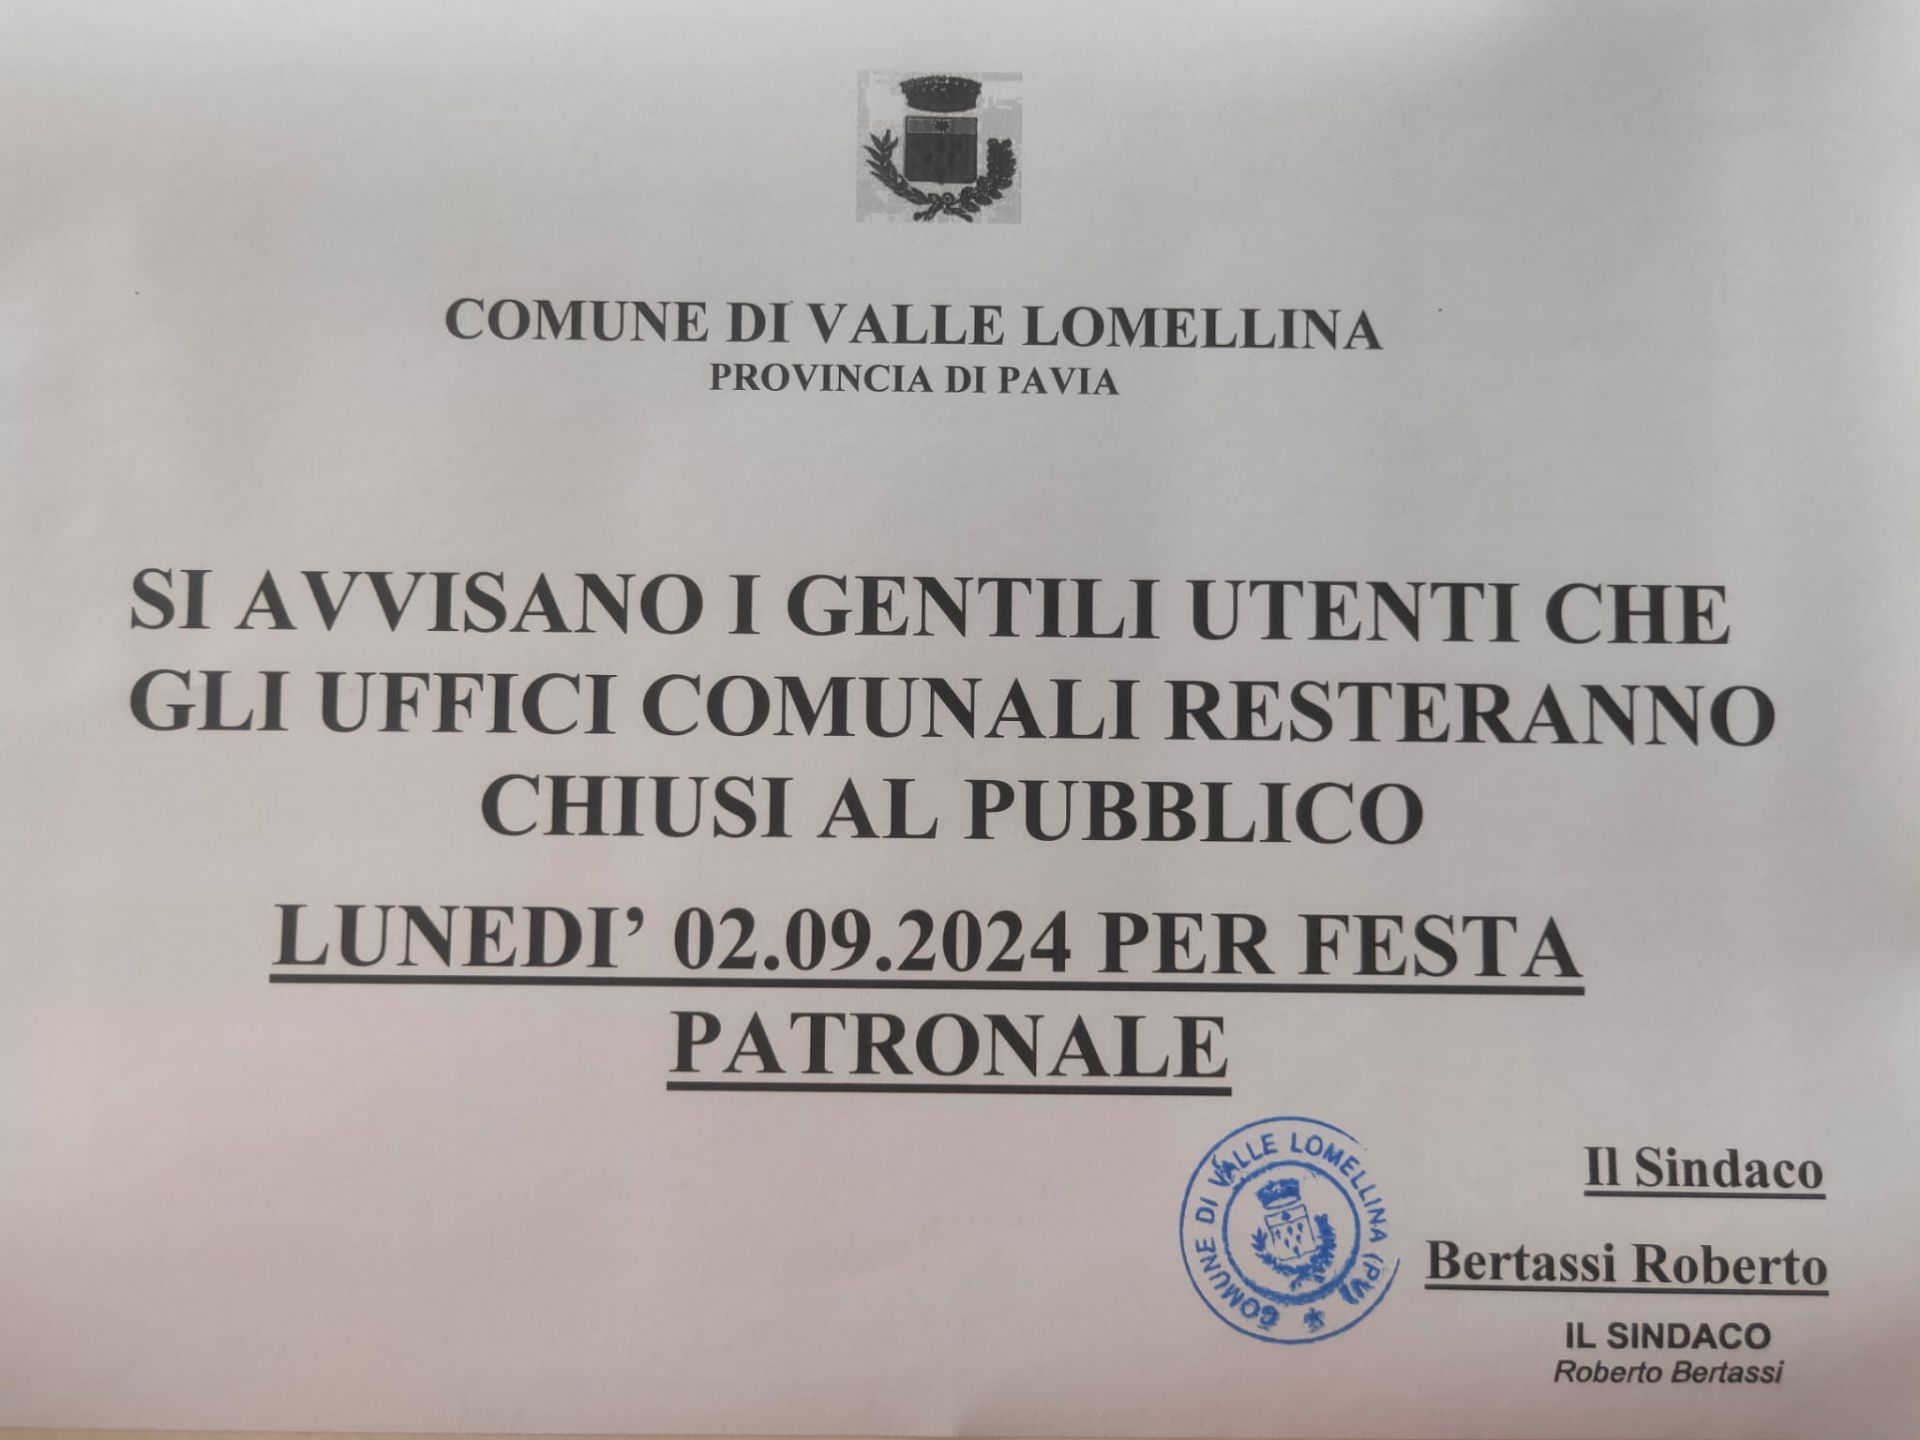 COMUNE DI VALLE LOMELLINA
PROVINCIA DI PAVIA
SI AVVISANO I GENTILI UTENTI CHE
GLI UFFICI COMUNALI RESTERANNO
CHIUSI AL PUBBLICO
LUNEDI’ 02.09.2024 PER FESTA
PATRONALE
COMUNE DI VALLE LOMELLINA (PV)
Il Sindaco
Bertassi Roberto
IL SINDACO
Roberto Bertassi